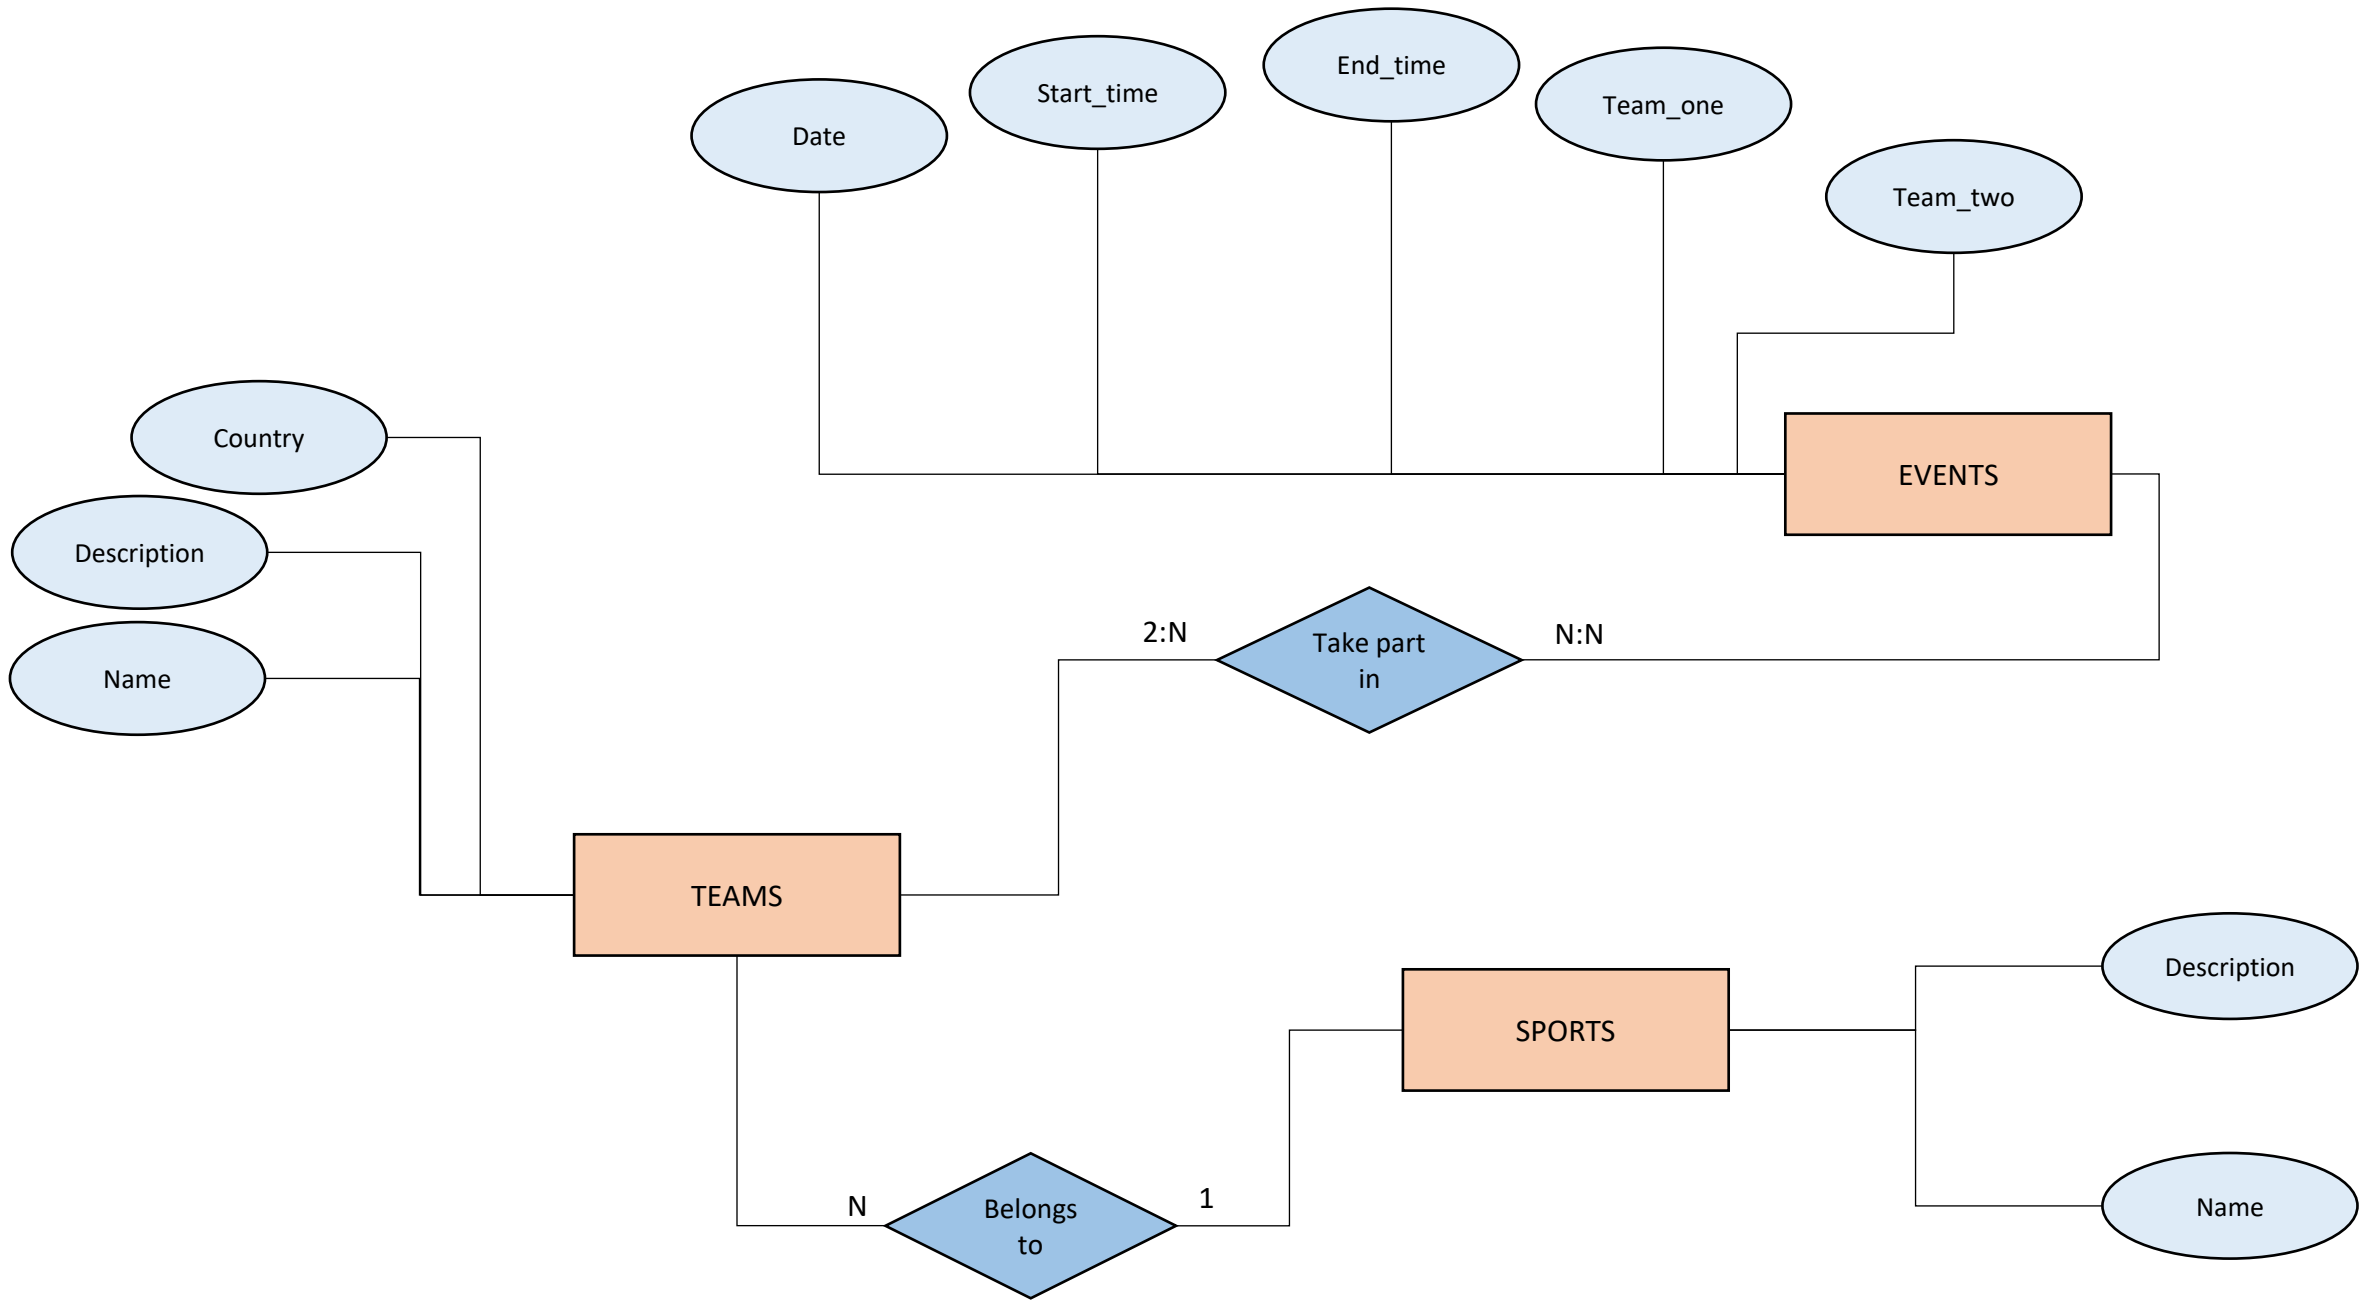 End_time
Start_time
Team_one
Date
Team_two
Country
EVENTS
Description
2:N
Take part
in
N:N
Name
TEAMS
Description
SPORTS
N
Belongs
to
1
Name